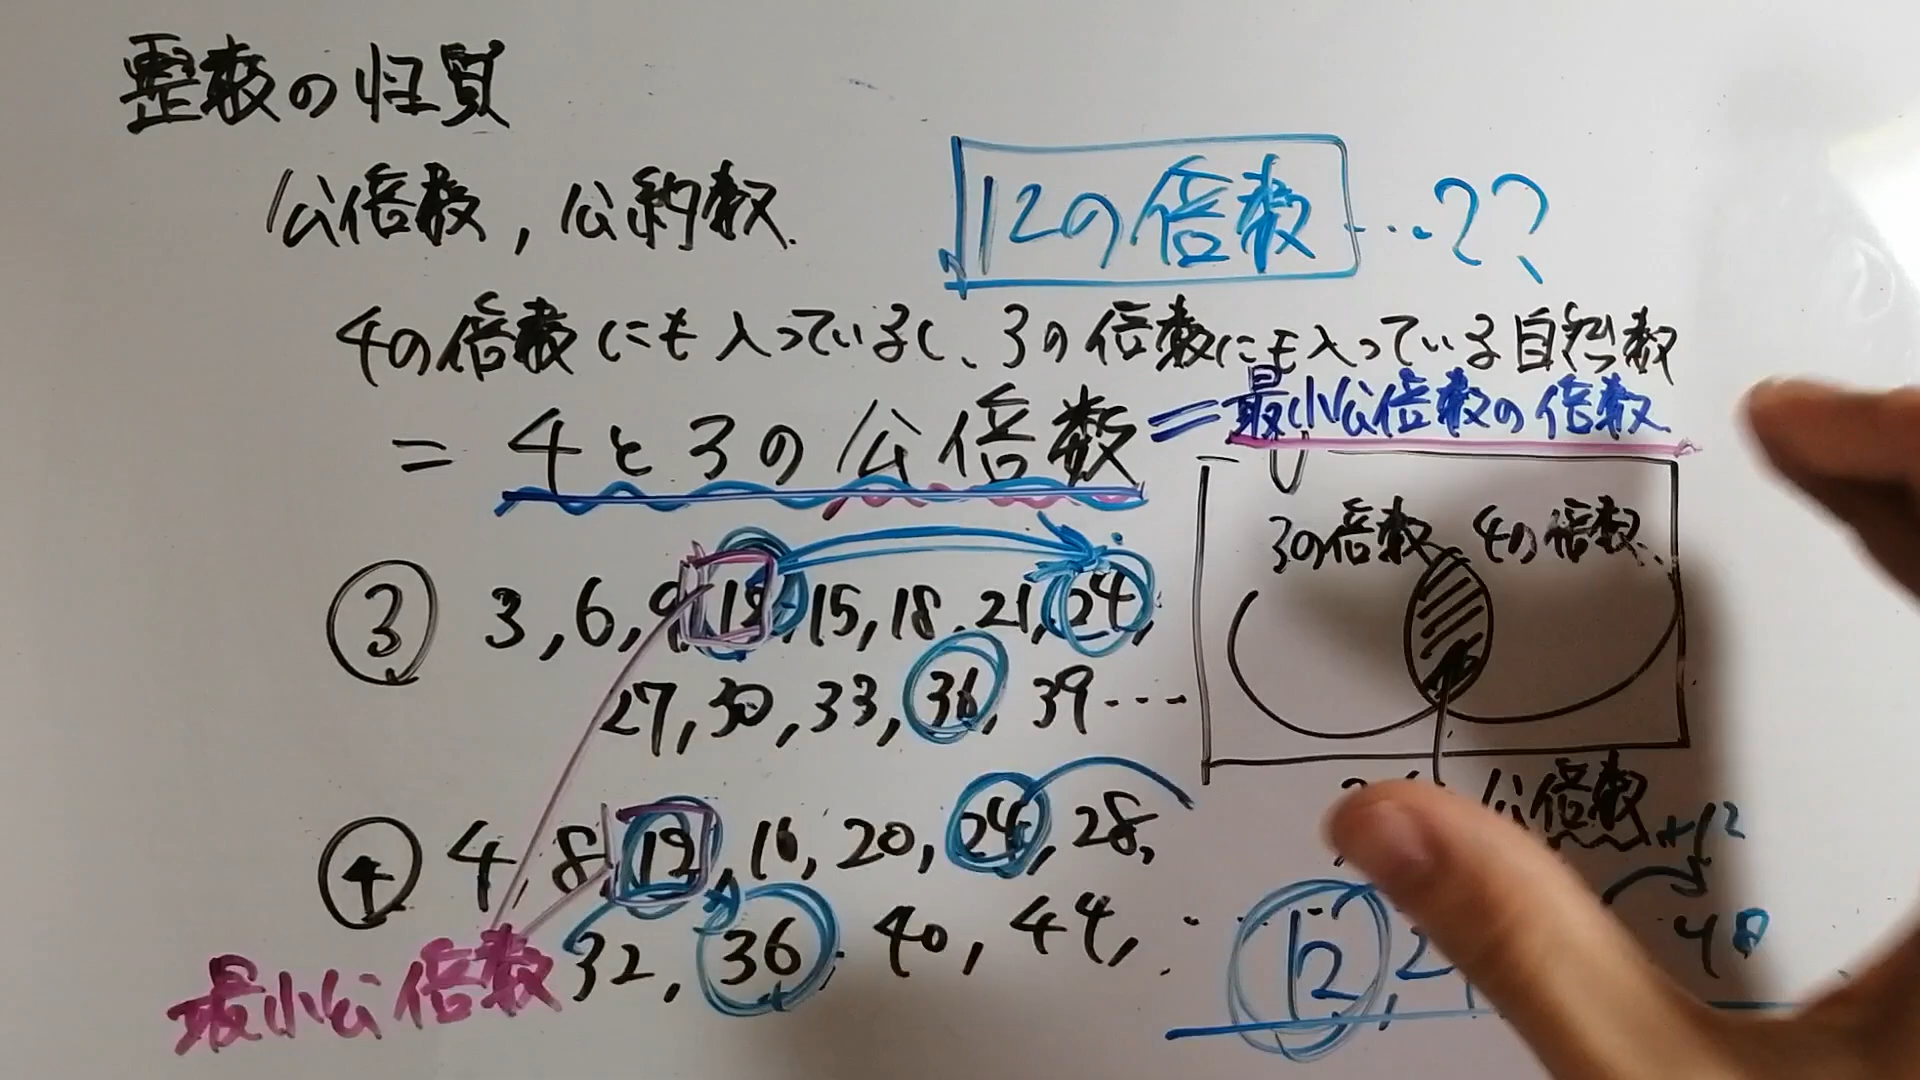 整数の性質
公倍数，公約数．
12の倍数…??
4の倍数にも入っているし、3の倍数にも入っている自然数
= 4と3の公倍数 = 最小公倍数の倍数
3の倍数 4の倍数
③ 3, 6, 9, 12, 15, 18, 21, 24,
27, 30, 33, 36, 39…
公倍数
④ 4, 8, 12, 16, 20, 24, 28,
+12
32, 36, 40, 44,
12, 48
最小公倍数